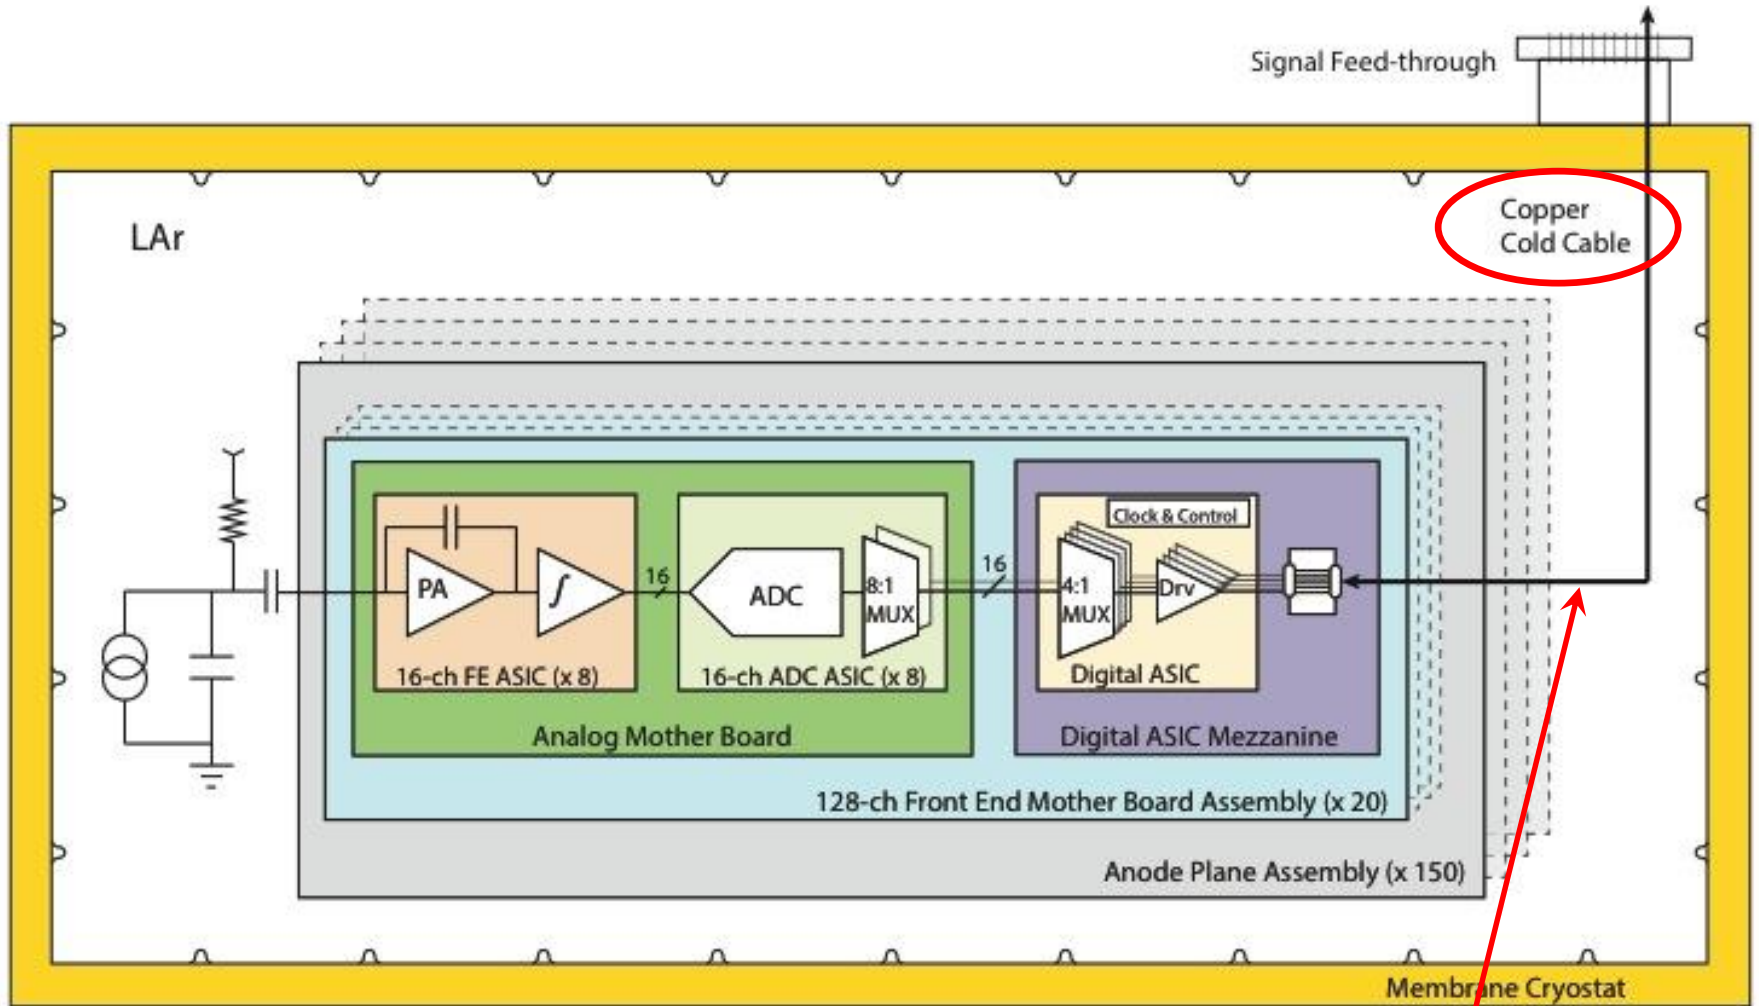 Signal Feed-through
Copper
Cold Cable
LAr
Clock & Control
PA
∫
16
ADC
8:1
MUX
16
4:1
MUX
Drv
16-ch FE ASIC (x 8)
16-ch ADC ASIC (x 8)
Digital ASIC
Analog Mother Board
Digital ASIC Mezzanine
128-ch Front End Mother Board Assembly (x 20)
Anode Plane Assembly (x 150)
Membrane Cryostat